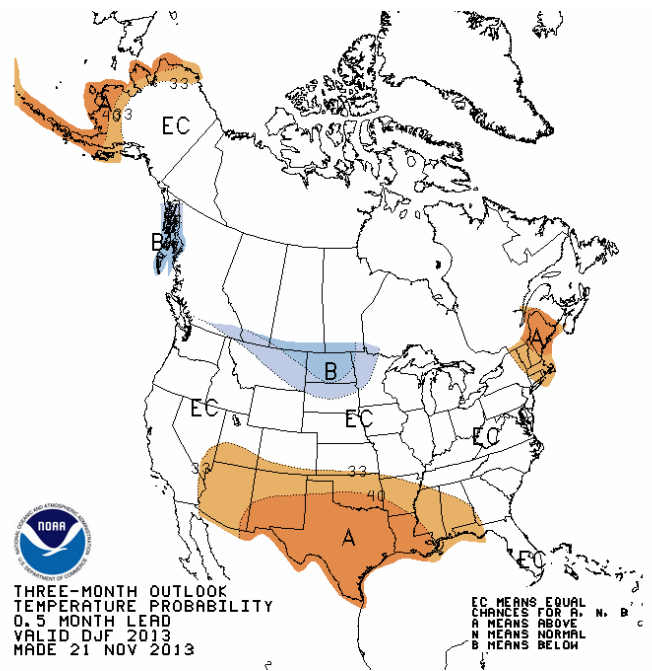 33
A
403
EC
B
A
B
EC
EC
EC
33
33
40
A
EC
NATIONAL OCEANIC AND ATMOSPHERIC ADMINISTRATION
NOAA
U.S. DEPARTMENT OF COMMERCE
THREE-MONTH OUTLOOK
TEMPERATURE PROBABILITY
0.5 MONTH LEAD
VALID DJF 2013
MADE 21 NOV 2013
EC MEANS EQUAL
CHANCES FOR A, N, B
A MEANS ABOVE
N MEANS NORMAL
B MEANS BELOW